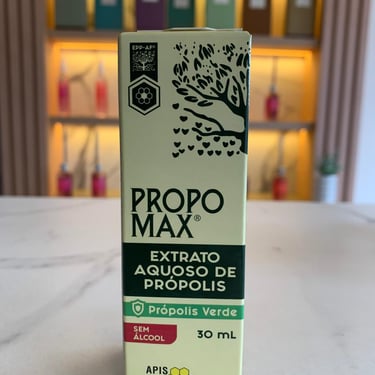 EPP-AF®
PROPO
MAX®
EXTRATO
AQUOSO DE
PRÓPOLIS
Própolis Verde
SEM
ÁLCOOL
30 mL
APIS